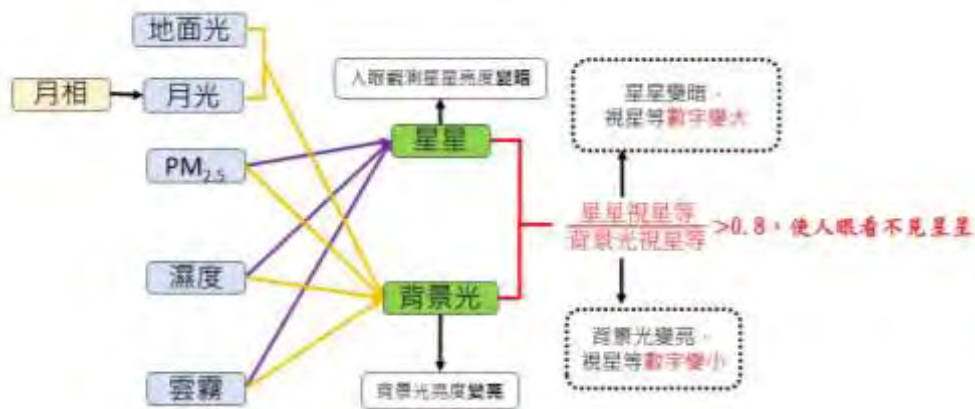 地面光
月相
月光
PM2.5
濕度
雲霧
人眼觀測星星亮度變暗
星星
背景光
背景光亮度變亮
星星變暗，
視星等數字變大
星星視星等
背景光視星等
>0.8，使人眼看不見星星
背景光變亮，
視星等數字變小